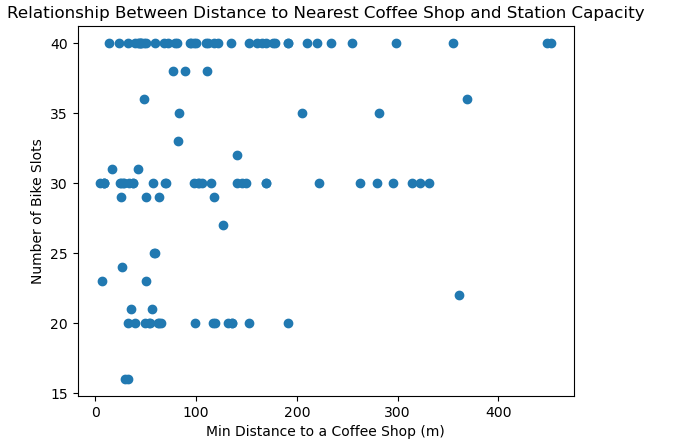 Relationship Between Distance to Nearest Coffee Shop and Station Capacity
40
35
30
25
20
15
Number of Bike Slots
0 100 200 300 400
Min Distance to a Coffee Shop (m)